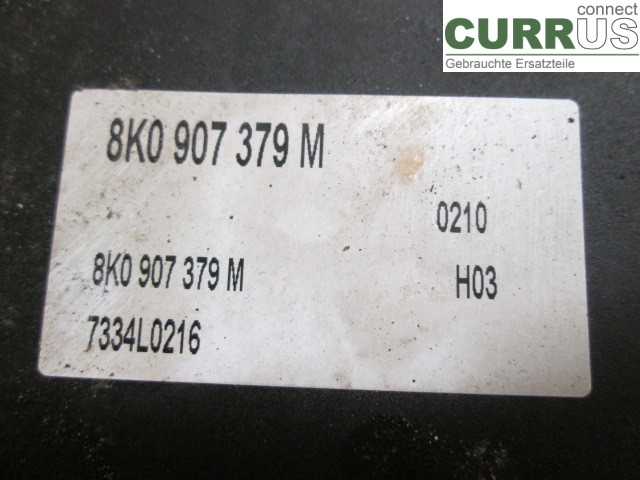 connect
CURRUS
Gebrauchte Ersatzteile
8K0 907 379 M
0210
8K0 907 379 M
H03
7334L0216